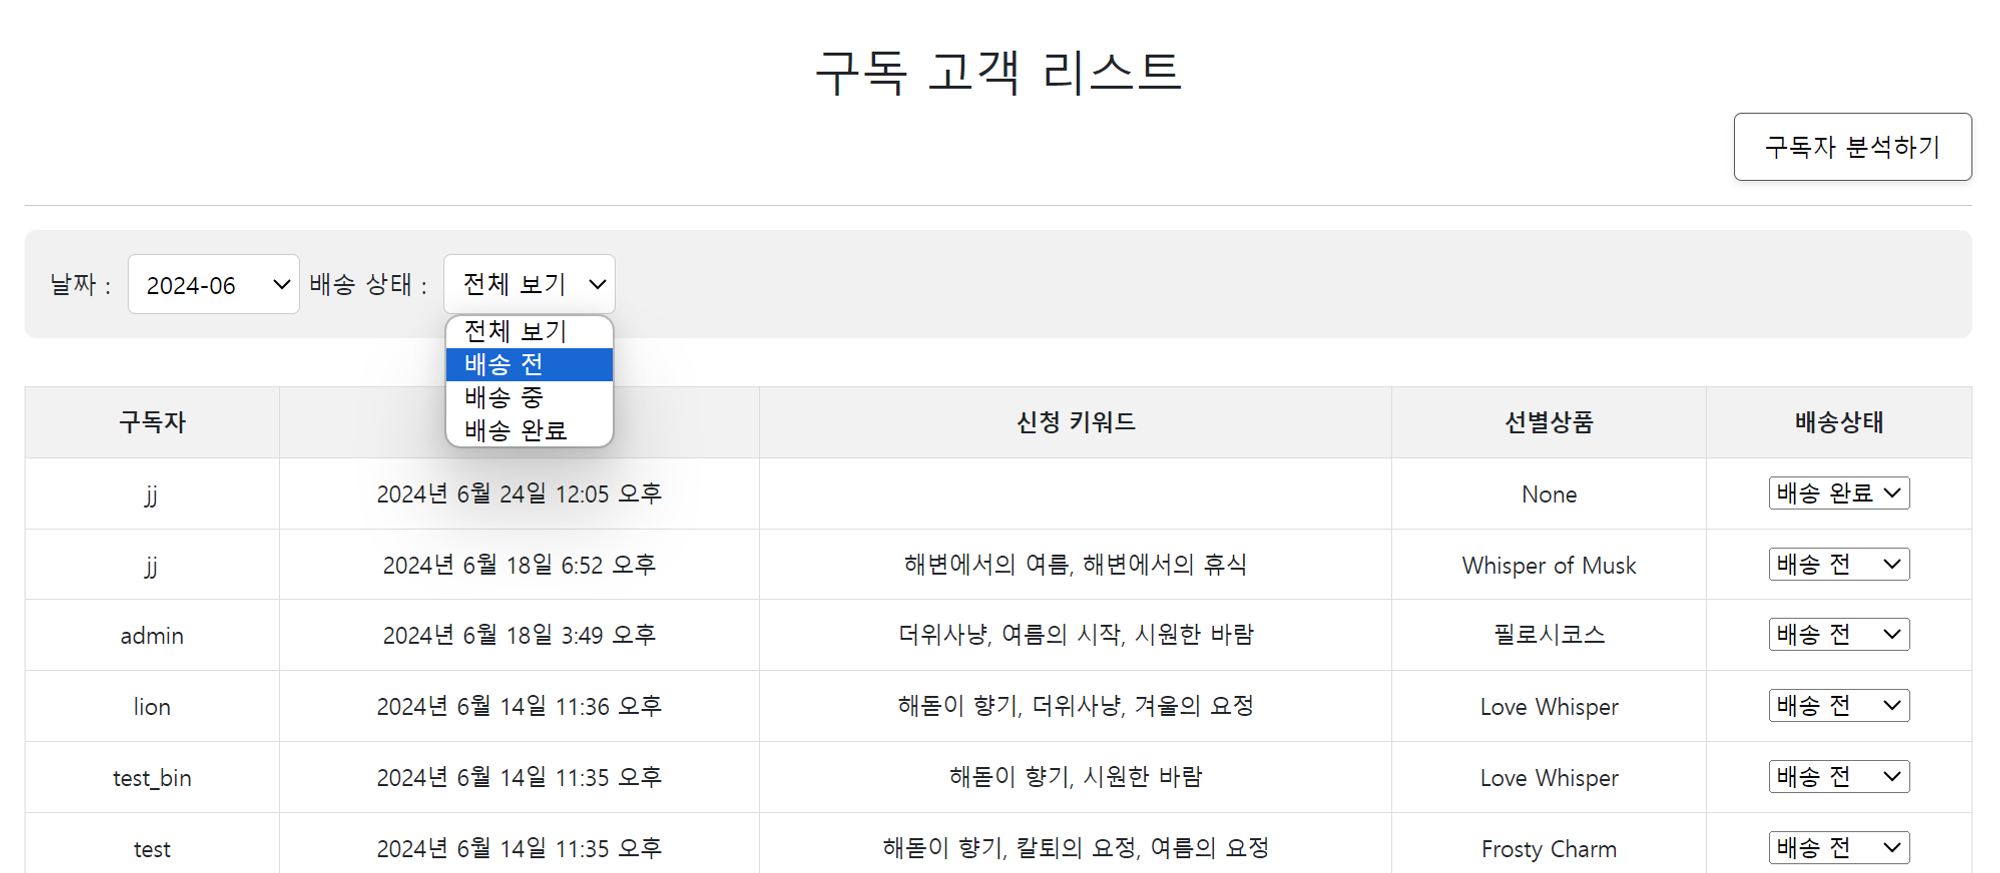 구독 고객 리스트
구독자 분석하기
날짜 : 2024-06 배송 상태 : 전체 보기
전체 보기
배송 전
배송 중
배송 완료
구독자 신청 키워드 선별상품 배송상태
jj 2024년 6월 24일 12:05 오후 None 배송 완료
jj 2024년 6월 18일 6:52 오후 해변에서의 여름, 해변에서의 휴식 Whisper of Musk 배송 전
admin 2024년 6월 18일 3:49 오후 더위사냥, 여름의 시작, 시원한 바람 필로시코스 배송 전
lion 2024년 6월 14일 11:36 오후 해돋이 향기, 더위사냥, 겨울의 요정 Love Whisper 배송 전
test_bin 2024년 6월 14일 11:35 오후 해돋이 향기, 시원한 바람 Love Whisper 배송 전
test 2024년 6월 14일 11:35 오후 해돋이 향기, 칼퇴의 요정, 여름의 요정 Frosty Charm 배송 전